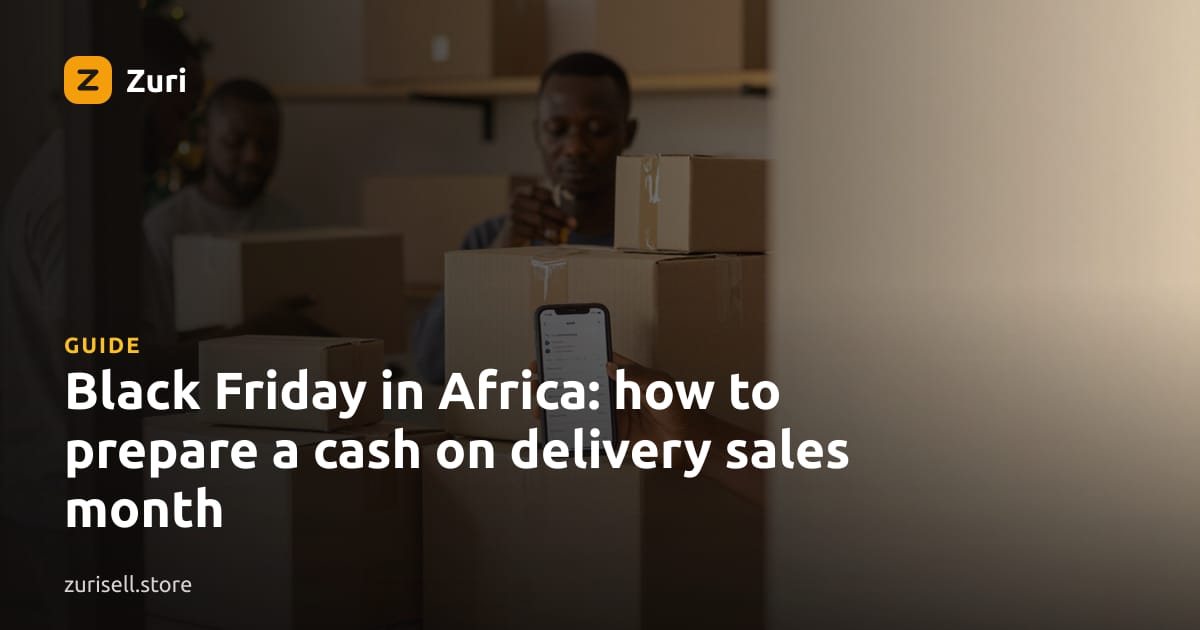 Zuri
GUIDE
Black Friday in Africa: how to
prepare a cash on delivery sales
month
zurisell.store